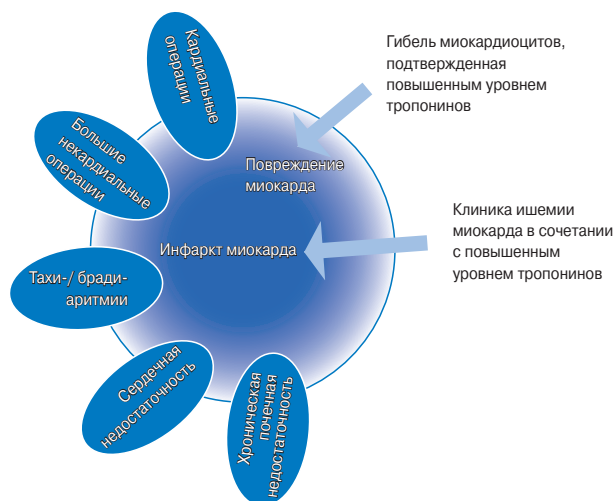 Кардиальные
операции
Гибель миокардиоцитов,
подтвержденная
повышенным уровнем
тропонинов
Большие
некардиальные
операции
Повреждение
миокарда
Клиника ишемии
миокарда в сочетании
с повышенным
уровнем тропонинов
Инфаркт миокарда
Тахи-/ бради-
аритмии
Сердечная
недостаточность
Хроническая
почечная
недостаточность